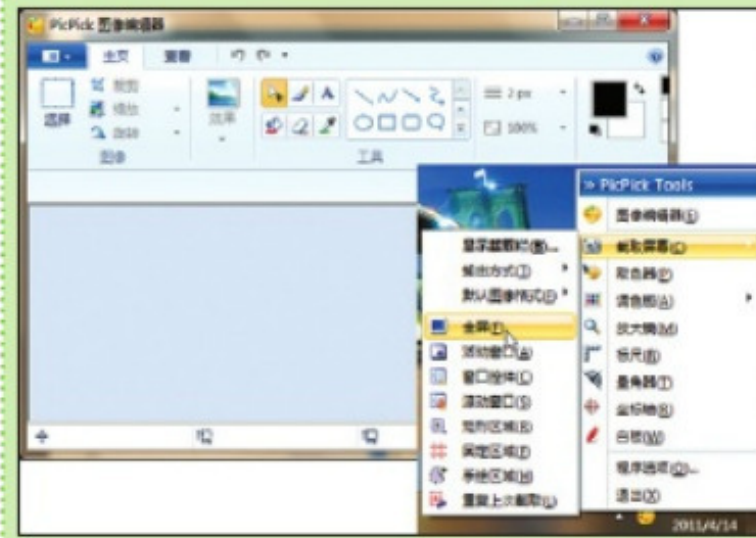 PicPick 图像编辑器
主页 查看
选择
裁剪
缩放
旋转
图像
效果
A
工具
2 px
100%
PicPick Tools
图像编辑器(E)
截取屏幕(C)
取色器(P)
调色板(A)
放大镜(M)
标尺(R)
量角器(T)
坐标轴(R)
白板(W)
程序选项(O)...
退出(X)
显示截取栏(B)...
输出方式(T)
默认图像格式(F)
全屏(F)
活动窗口(A)
窗口控件(C)
滚动窗口(S)
矩形区域(R)
固定区域(D)
手绘区域(H)
重复上次截取(L)
2011/4/14